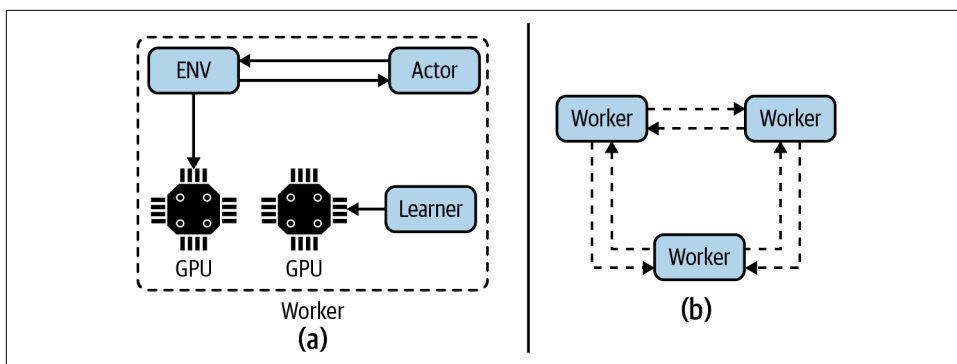 ENV
Actor
Learner
GPU
GPU
Worker
(a)
Worker
Worker
Worker
(b)